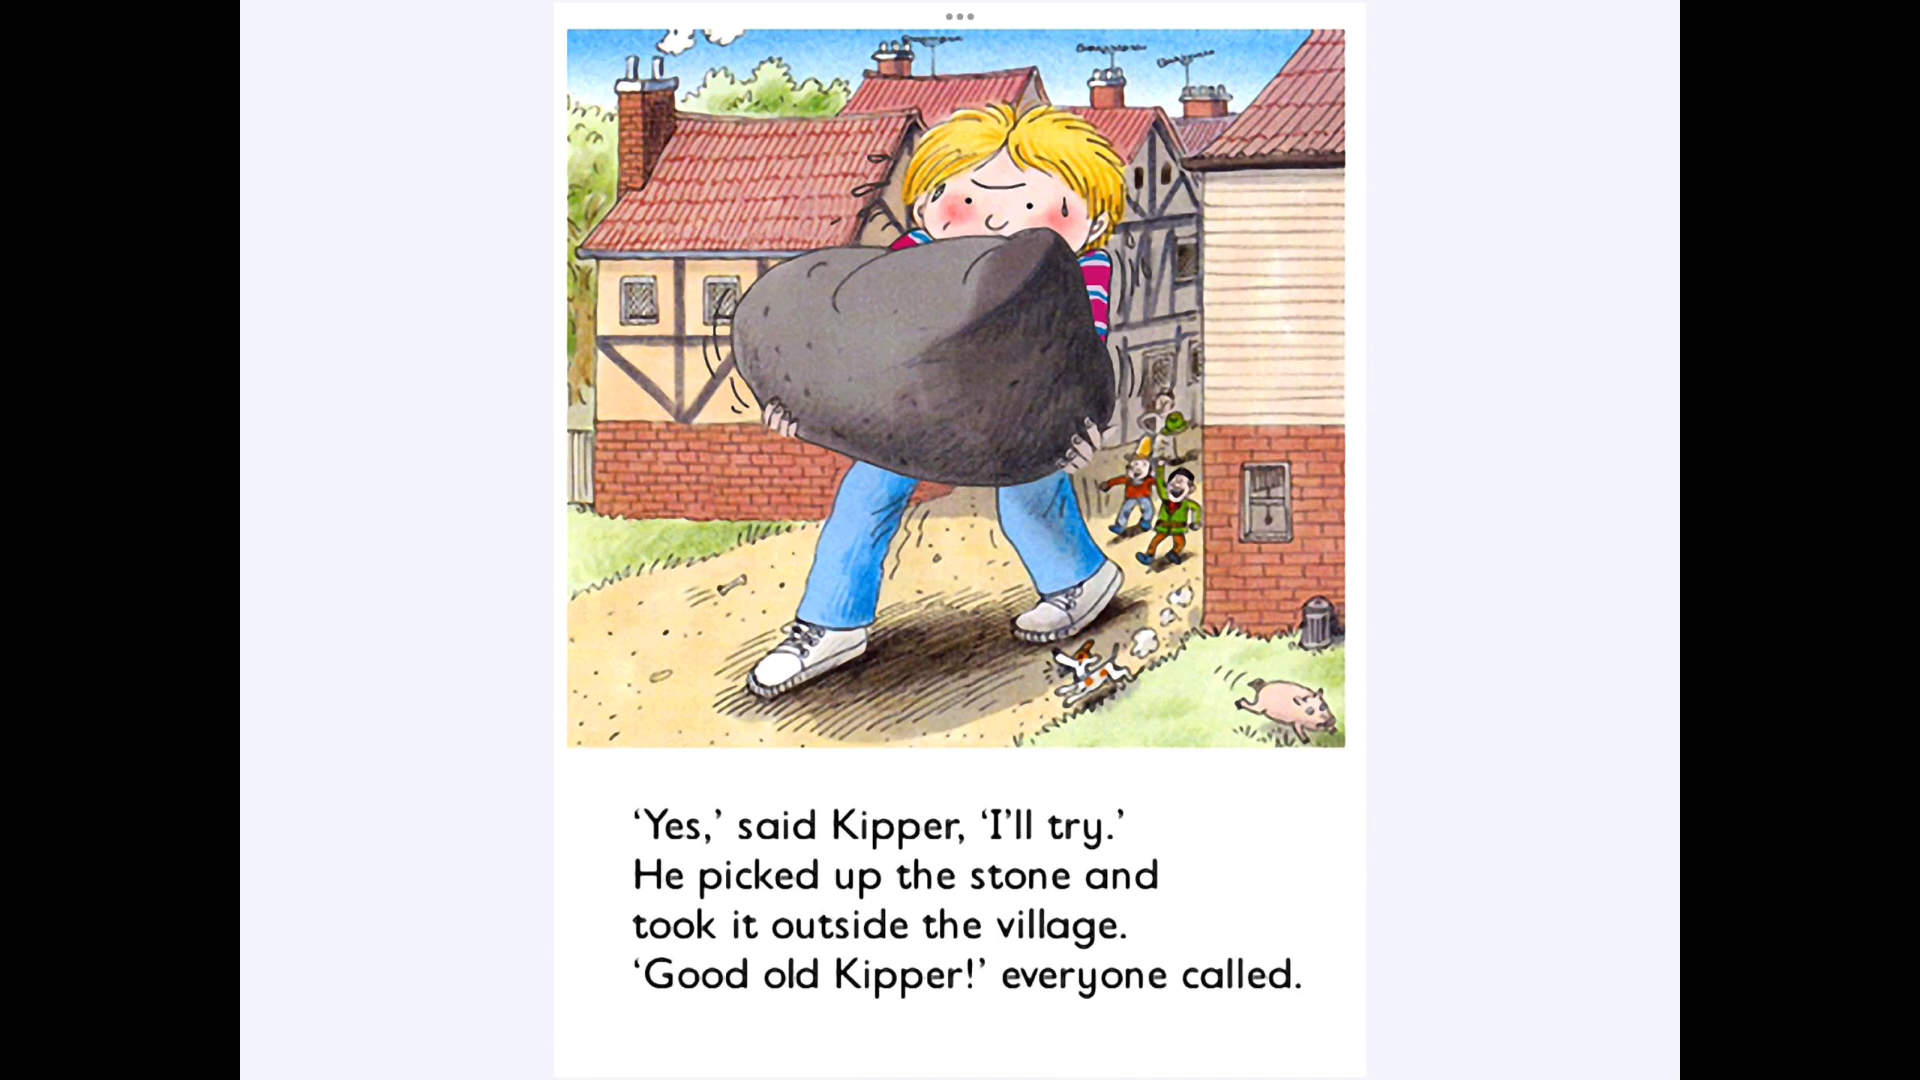 ‘Yes,’ said Kipper, ‘I’ll try.’
He picked up the stone and
took it outside the village.
‘Good old Kipper!’ everyone called.